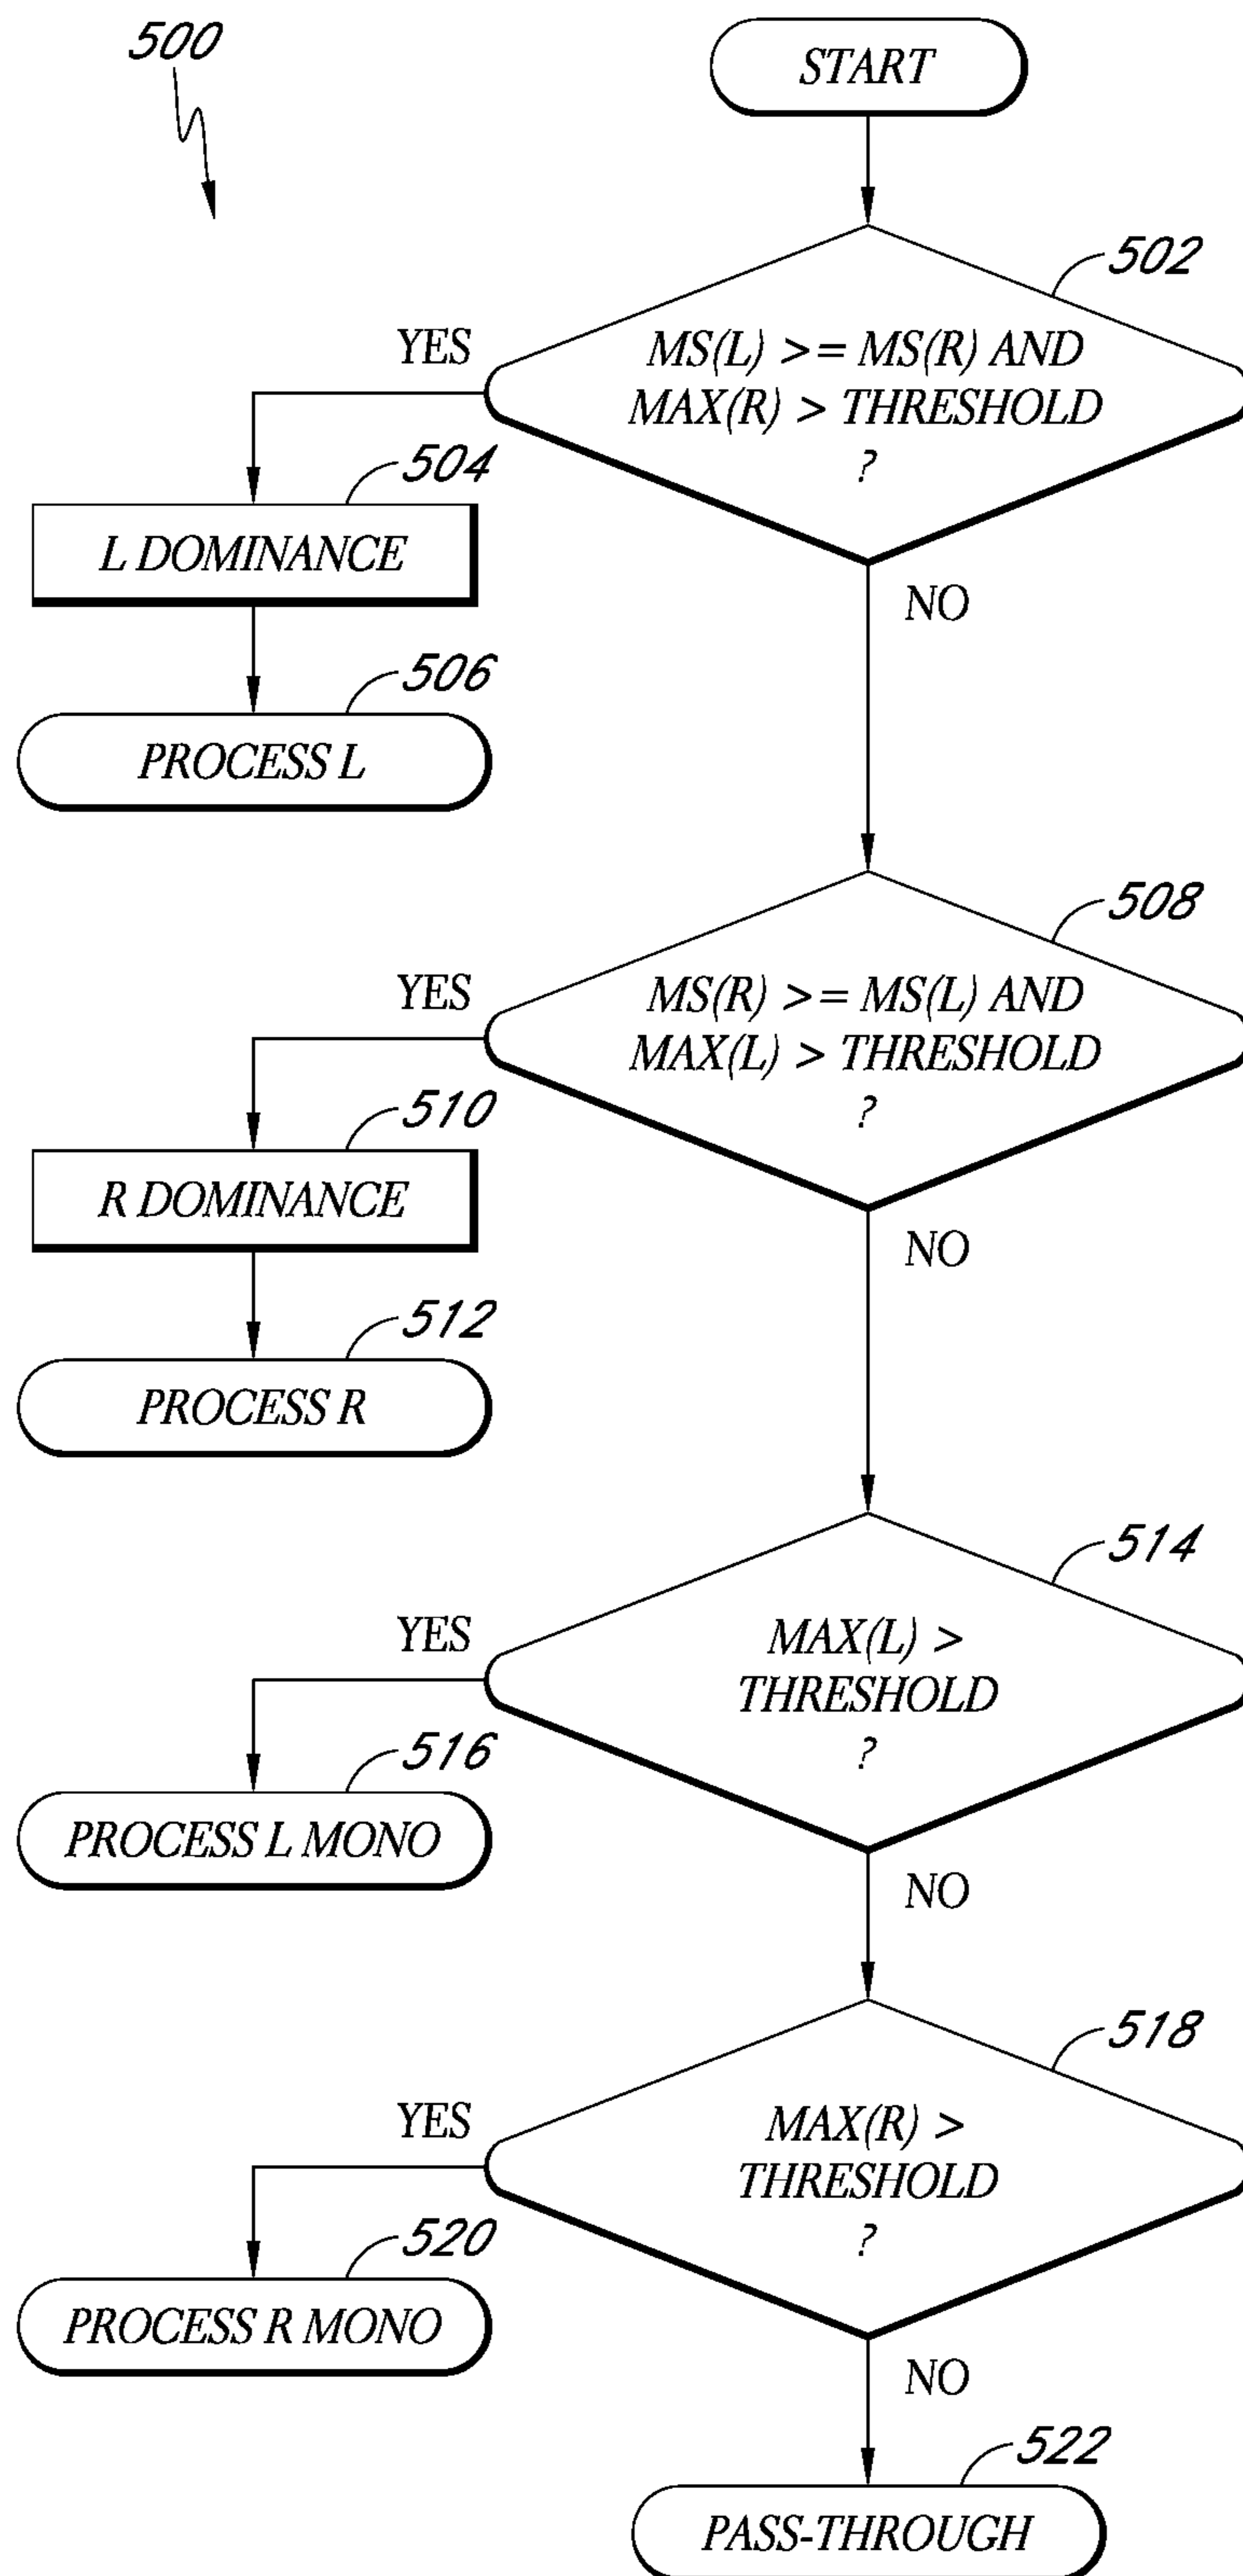 500
START
502
YES
MS(L) >= MS(R) AND
MAX(R) > THRESHOLD
?
504
L DOMINANCE
NO
506
PROCESS L
508
YES
MS(R) >= MS(L) AND
MAX(L) > THRESHOLD
?
510
R DOMINANCE
NO
512
PROCESS R
514
YES
MAX(L) >
THRESHOLD
?
516
PROCESS L MONO
NO
518
YES
MAX(R) >
THRESHOLD
?
520
PROCESS R MONO
NO
522
PASS-THROUGH